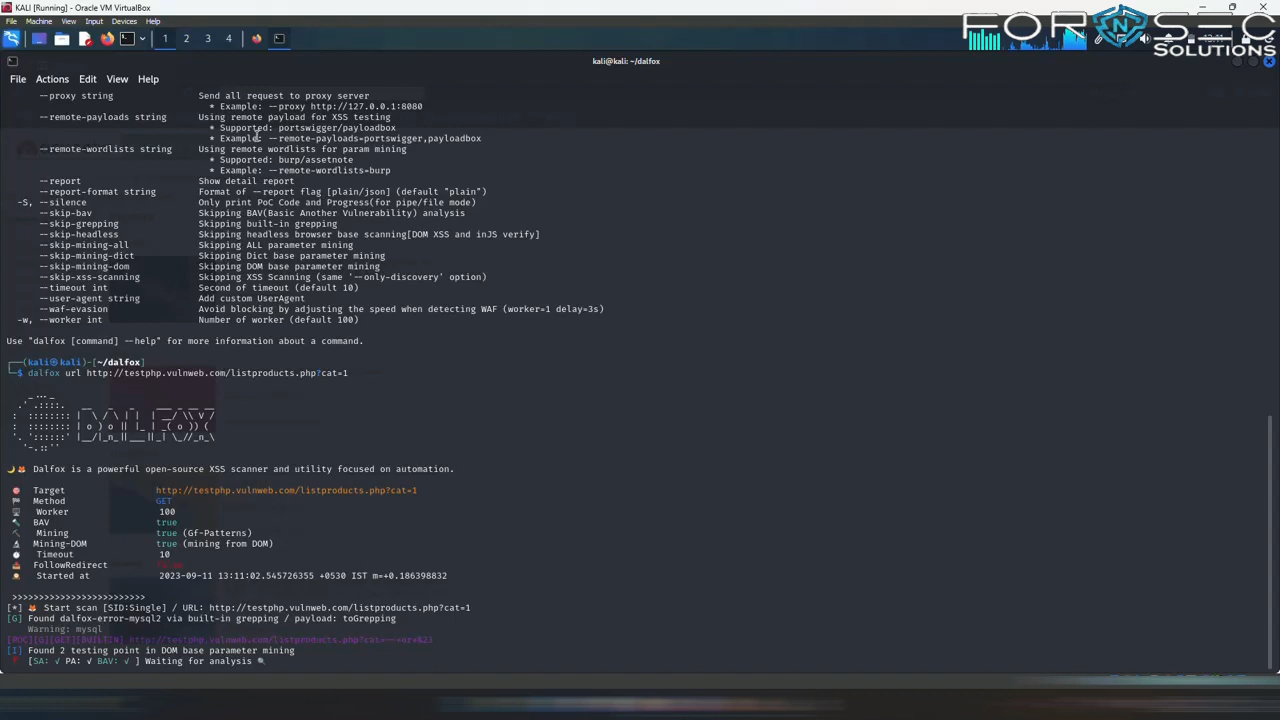 KALI [Running] - Oracle VM VirtualBox
File Machine View Input Devices Help
FORNSEC
SOLUTIONS
1 2 3 4
kali@kali: ~/dalfox
File Actions Edit View Help
--proxy string Send all request to proxy server
* Example: --proxy http://127.0.0.1:8080
--remote-payloads string Using remote payload for XSS testing
* Supported: portswigger/payloadbox
* Example: --remote-payloads=portswigger,payloadbox
--remote-wordlists string Using remote wordlists for param mining
* Supported: burp/assetnote
* Example: --remote-wordlists=burp
--report Show detail report
--report-format string Format of --report flag [plain/json] (default "plain")
-S, --silence Only print PoC Code and Progress(for pipe/file mode)
--skip-bav Skipping BAV(Basic Another Vulnerability) analysis
--skip-grepping Skipping built-in grepping
--skip-headless Skipping headless browser base scanning[DOM XSS and inJS verify]
--skip-mining-all Skipping ALL parameter mining
--skip-mining-dict Skipping Dict base parameter mining
--skip-mining-dom Skipping DOM base parameter mining
--skip-xss-scanning Skipping XSS Scanning (same '--only-discovery' option)
--timeout int Second of timeout (default 10)
--user-agent string Add custom UserAgent
--waf-evasion Avoid blocking by adjusting the speed when detecting WAF (worker=1 delay=3s)
-w, --worker int Number of worker (default 100)
Use "dalfox [command] --help" for more information about a command.
(kali㉿kali)-[~/dalfox]
$ dalfox url http://testphp.vulnweb.com/listproducts.php?cat=1
Dalfox is a powerful open-source XSS scanner and utility focused on automation.
Target http://testphp.vulnweb.com/listproducts.php?cat=1
Method GET
Worker 100
BAV true
Mining true (Gf-Patterns)
Mining-DOM true (mining from DOM)
Timeout 10
FollowRedirect
Started at 2023-09-11 13:11:02.545726355 +0530 IST m=+0.186398832
>>>>>>>>>>>>>>>>>>>>>>>>>
[*] Start scan [SID:Single] / URL: http://testphp.vulnweb.com/listproducts.php?cat=1
[G] Found dalfox-error-mysql2 via built-in grepping / payload: toGrepping
Warning: mysql
[POC][G][GET][BUILTIN] http://testphp.vulnweb.com/listproducts.php?cat=
[I] Found 2 testing point in DOM base parameter mining
[SA: √ PA: √ BAV: √ ] Waiting for analysis